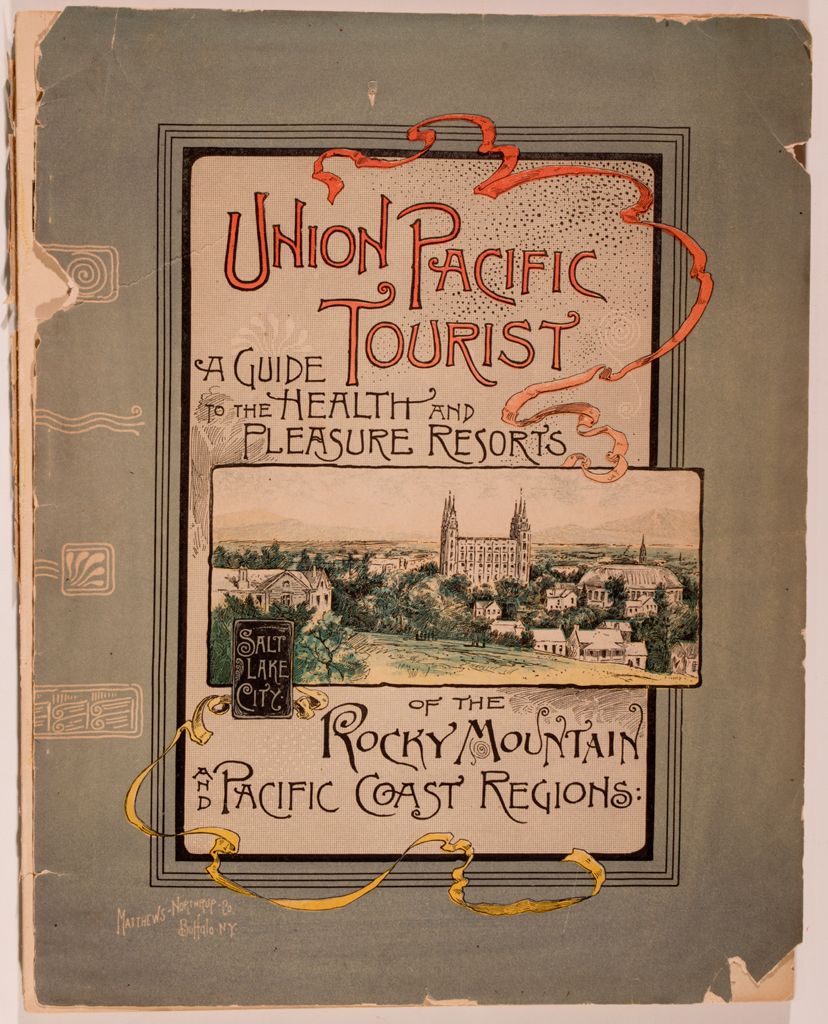 UNION PACIFIC
TOURIST
A GUIDE
TO THE HEALTH AND
PLEASURE RESORTS
SALT
LAKE
CITY.
OF THE
ROCKY MOUNTAIN
AND PACIFIC COAST REGIONS:
MATTHEWS-NORTHRUP-CO.
Buffalo N.Y.